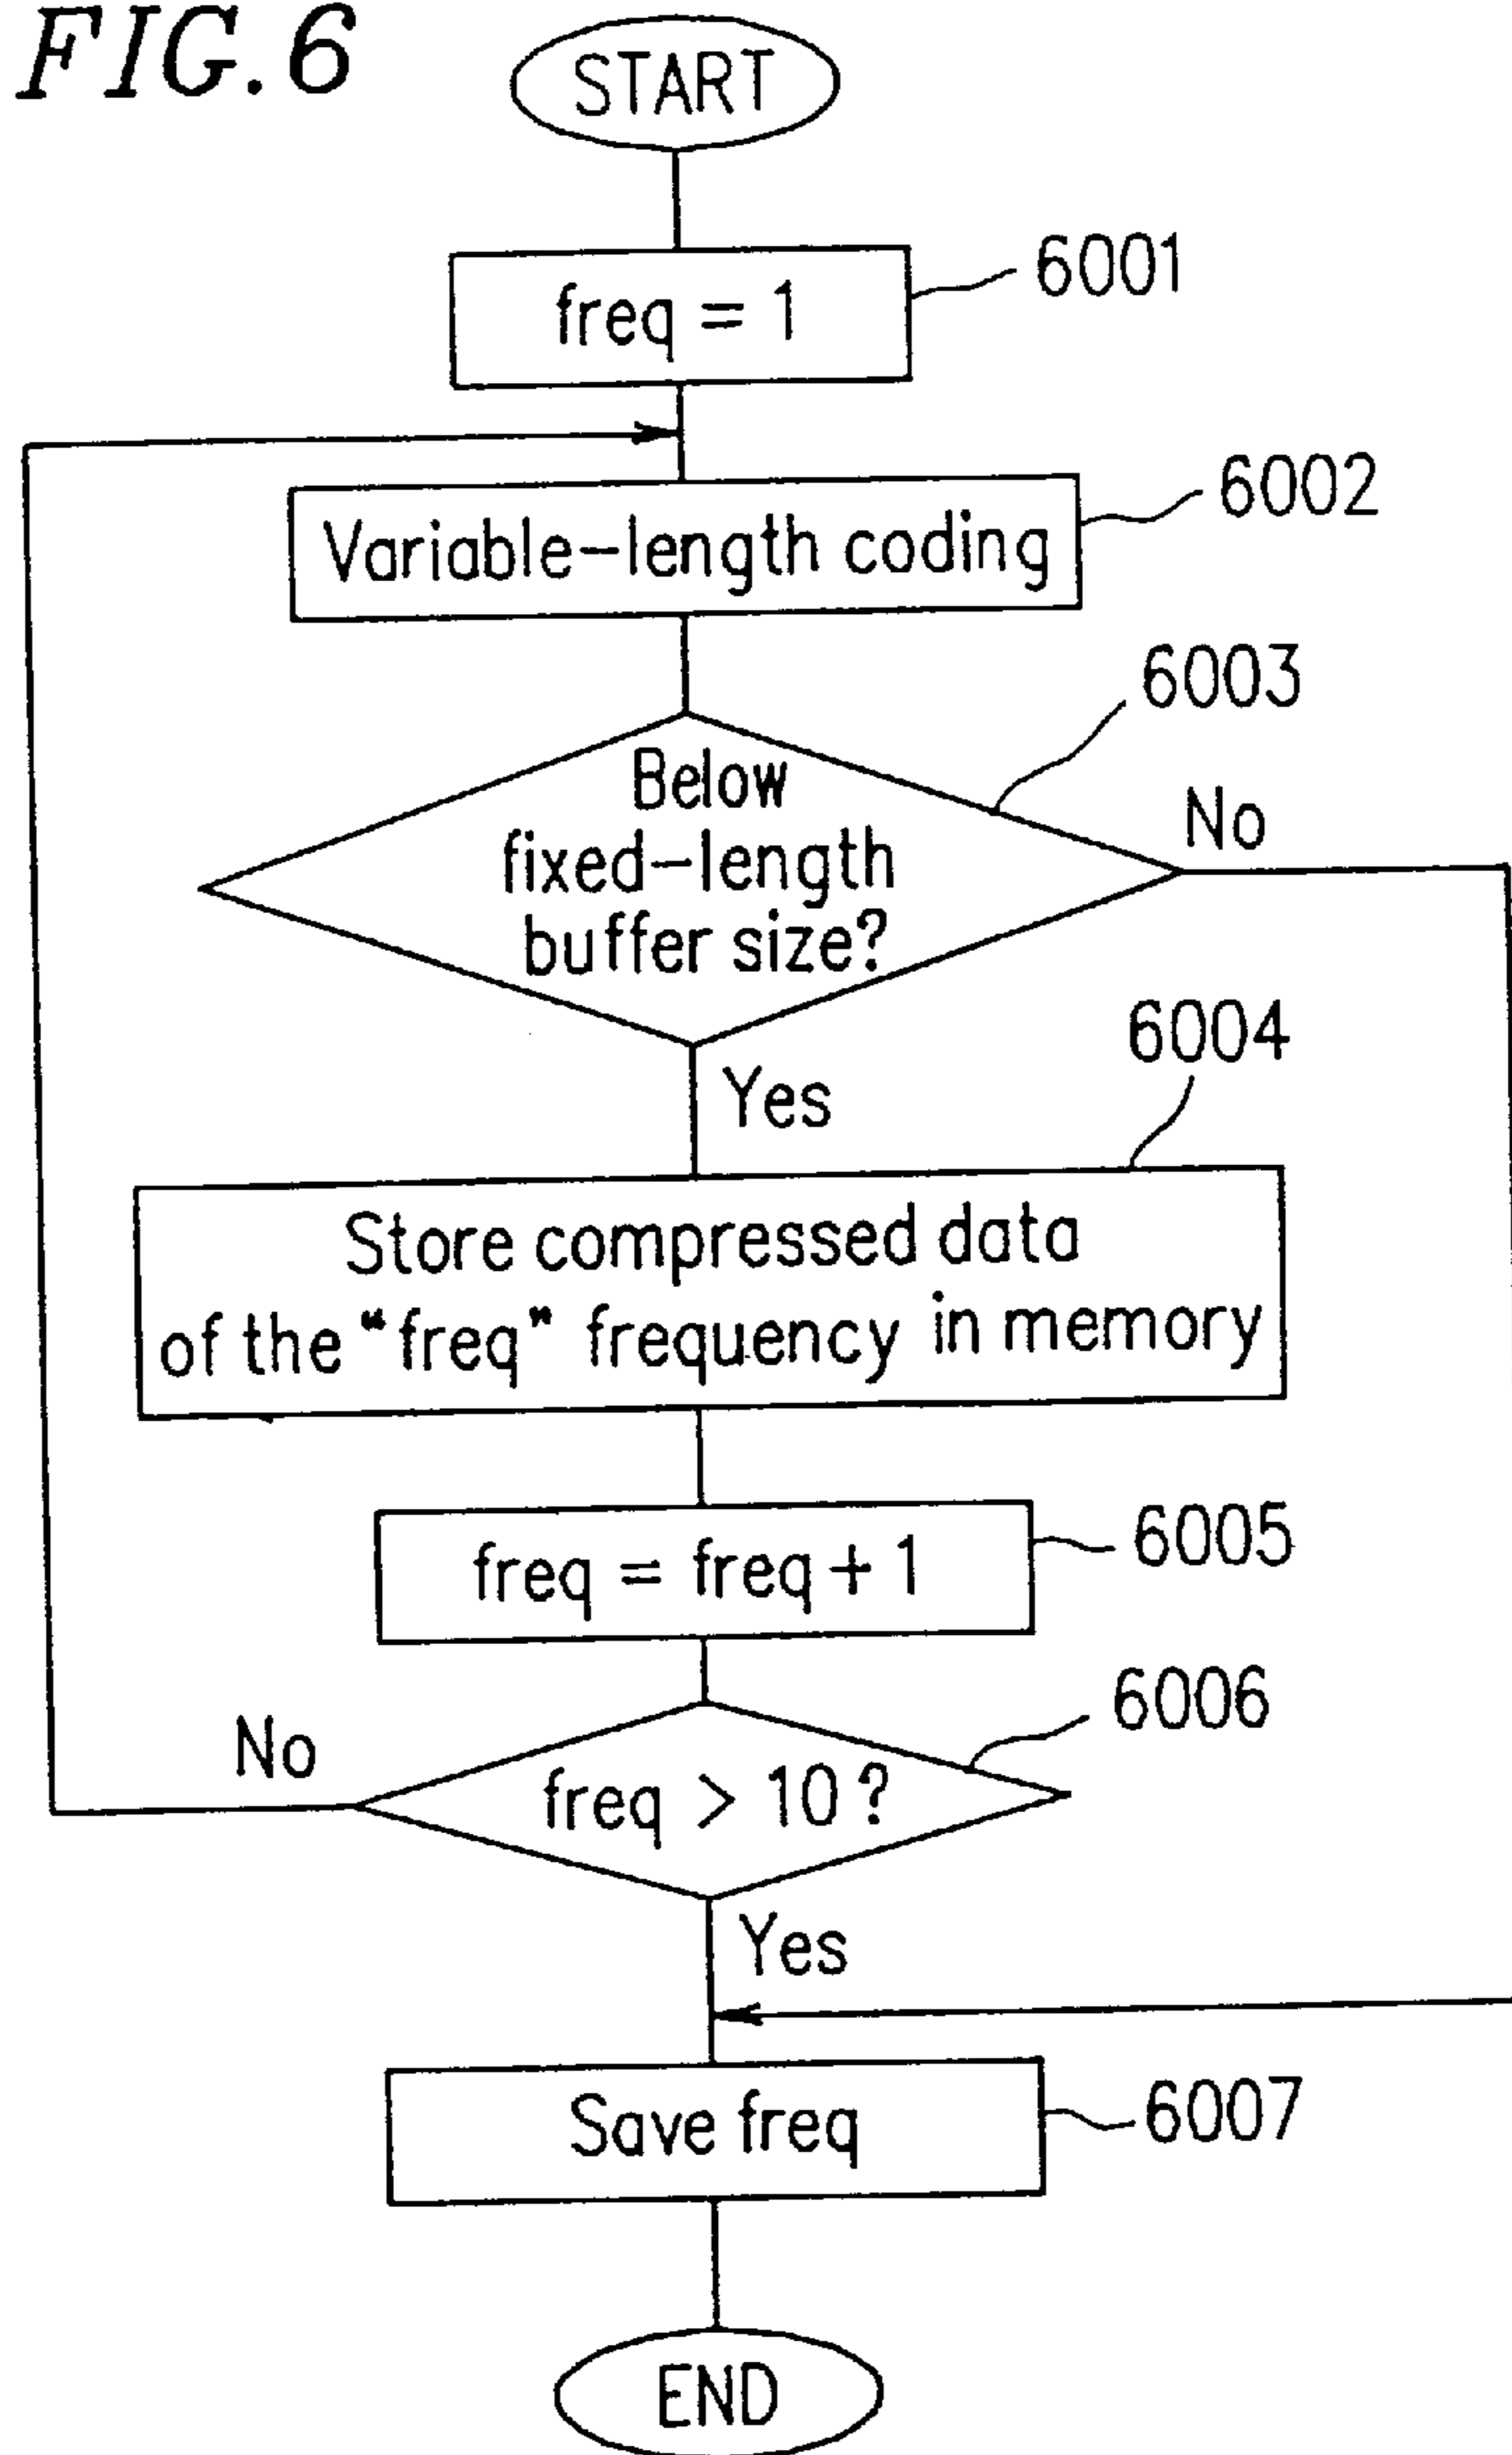 FIG.6
START
freq = 1
6001
Variable-length coding
6002
6003
Below
fixed-length
buffer size?
No
Yes
6004
Store compressed data
of the "freq" frequency in memory
freq = freq + 1
6005
6006
No
freq > 10?
Yes
Save freq
6007
END